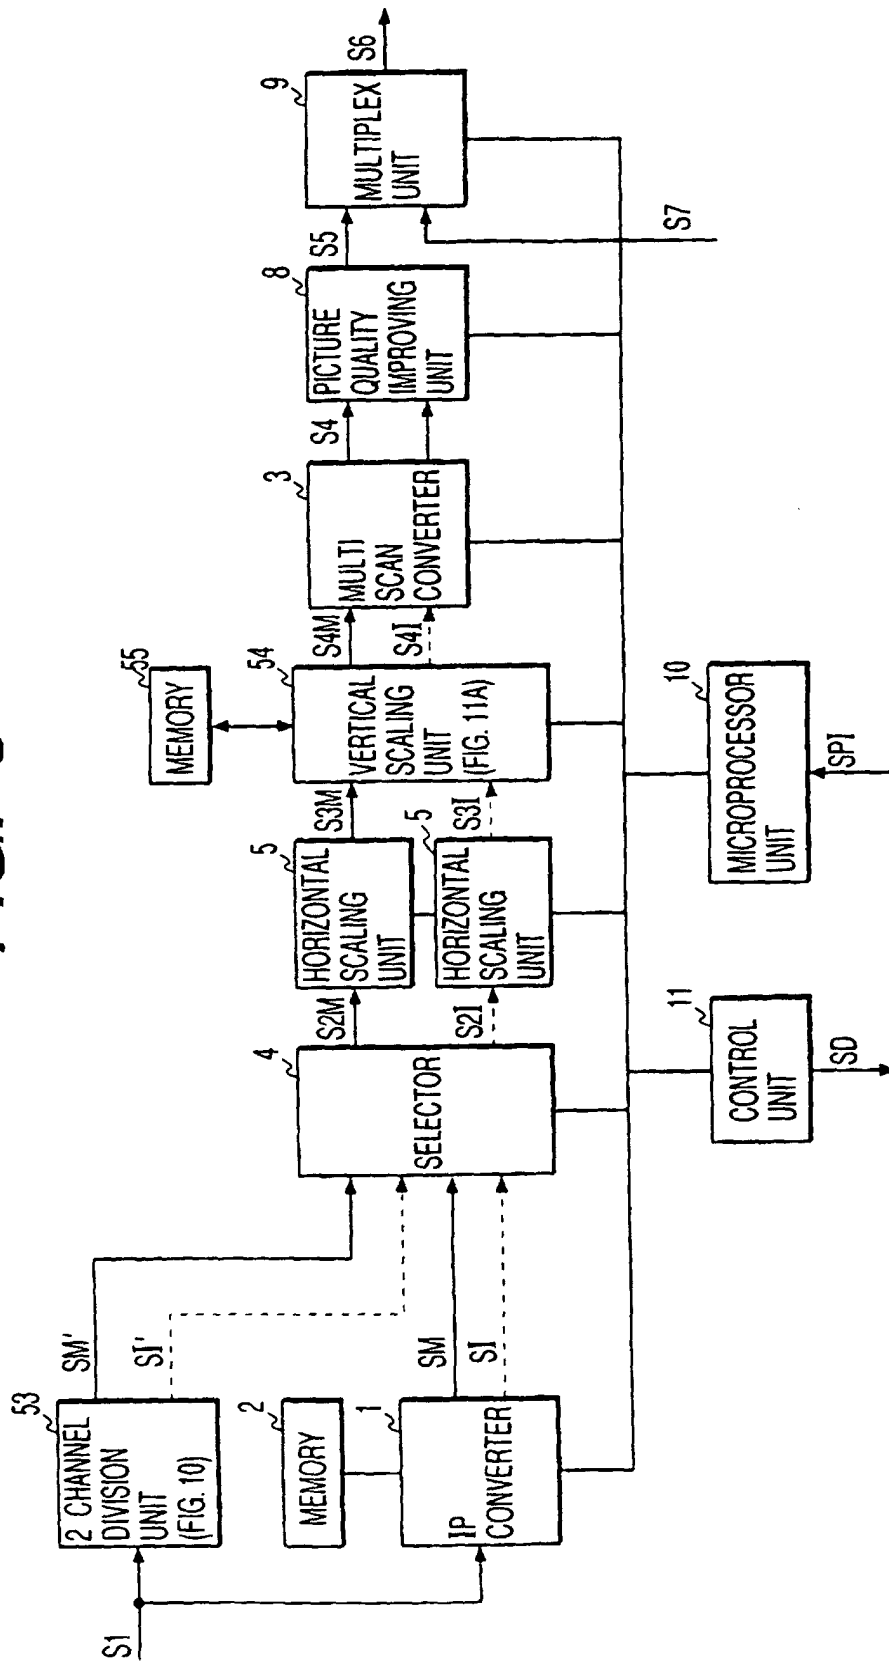 S1
53
2 CHANNEL
DIVISION
UNIT
(FIG. 10)
SM'
SI'
2
MEMORY
1
IP
CONVERTER
SM
SI
4
SELECTOR
S2M
S2I
5
HORIZONTAL
SCALING
UNIT
5
HORIZONTAL
SCALING
UNIT
S3M
S3I
55
MEMORY
54
VERTICAL
SCALING
UNIT
(FIG. 11A)
S4M
S4I
3
MULTI
SCAN
CONVERTER
S4
8
PICTURE
QUALITY
IMPROVING
UNIT
S5
9
MULTIPLEX
UNIT
S6
S7
11
CONTROL
UNIT
SD
10
MICROPROCESSOR
UNIT
SPI